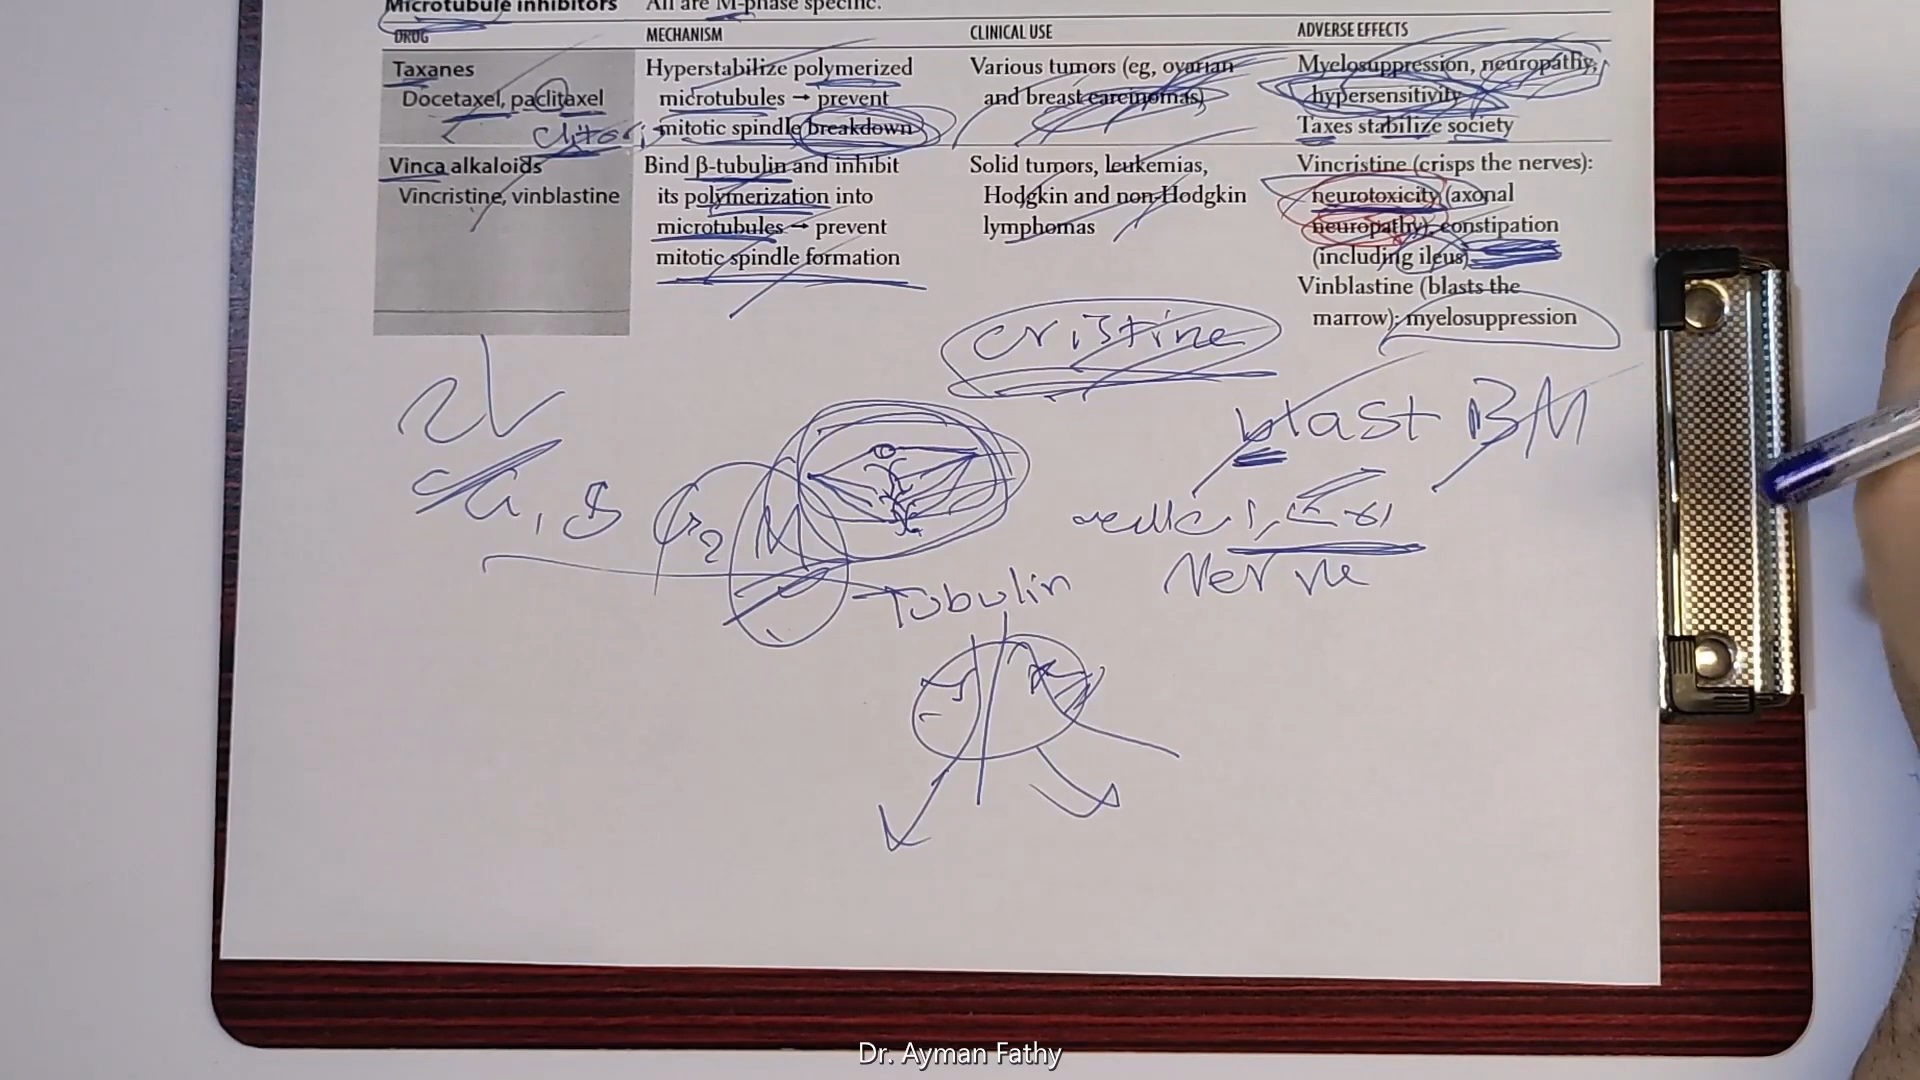 Microtubule inhibitors All are M-phase specific.
DRUG MECHANISM CLINICAL USE ADVERSE EFFECTS
Taxanes
Docetaxel, paclitaxel
Hyperstabilize polymerized
microtubules → prevent
mitotic spindle breakdown
Various tumors (eg, ovarian
and breast carcinomas)
Myelosuppression, neuropathy,
hypersensitivity
Taxes stabilize society
Vinca alkaloids
Vincristine, vinblastine
Bind β-tubulin and inhibit
its polymerization into
microtubules → prevent
mitotic spindle formation
Solid tumors, leukemias,
Hodgkin and non-Hodgkin
lymphomas
Vincristine (crisps the nerves):
neurotoxicity (axonal
neuropathy), constipation
(including ileus)
Vinblastine (blasts the
marrow): myelosuppression
cristine
blast BM
G1 S G2 M
Nerve
Tubulin
Dr. Ayman Fathy